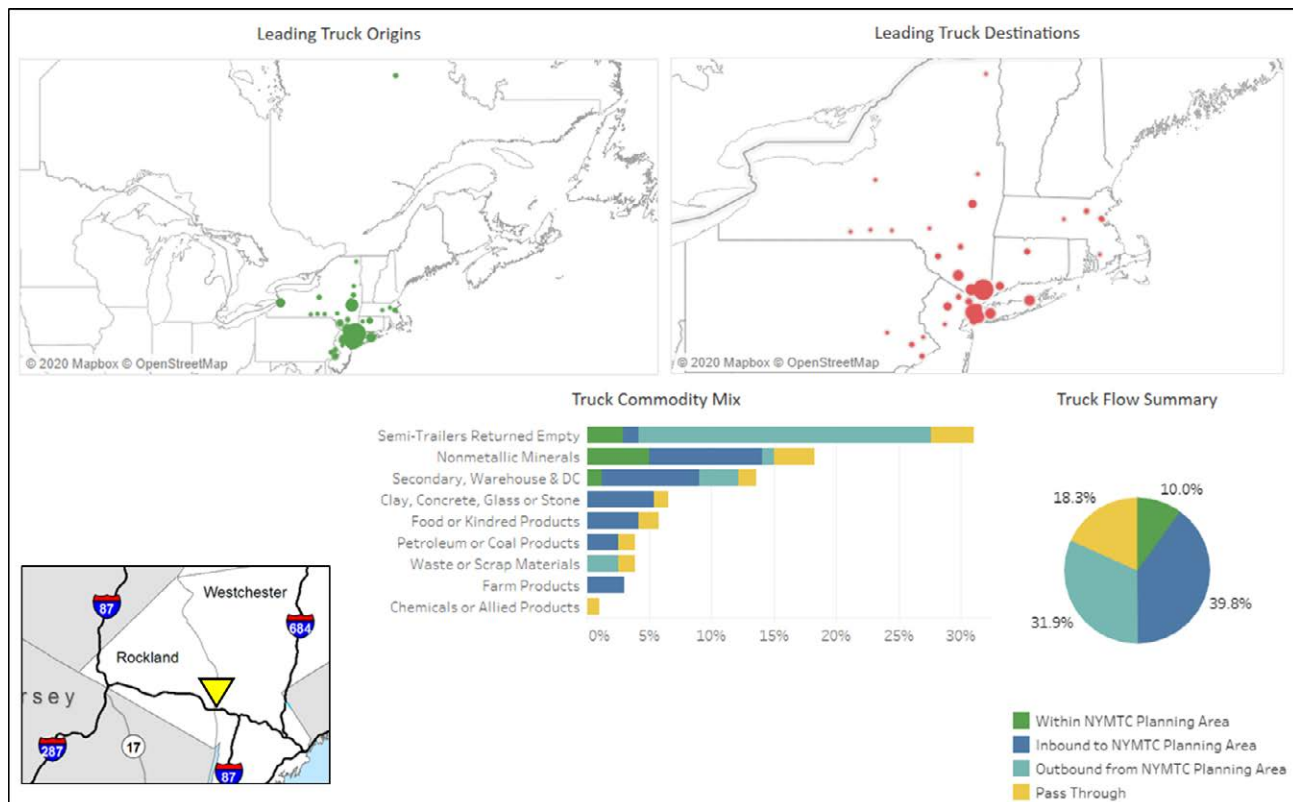 Leading Truck Origins
Leading Truck Destinations
© 2020 Mapbox © OpenStreetMap
© 2020 Mapbox © OpenStreetMap
Truck Commodity Mix
Semi-Trailers Returned Empty
Nonmetallic Minerals
Secondary, Warehouse & DC
Clay, Concrete, Glass or Stone
Food or Kindred Products
Petroleum or Coal Products
Waste or Scrap Materials
Farm Products
Chemicals or Allied Products
0% 5% 10% 15% 20% 25% 30%
Truck Flow Summary
18.3%
10.0%
31.9%
39.8%
Within NYMTC Planning Area
Inbound to NYMTC Planning Area
Outbound from NYMTC Planning Area
Pass Through
87
Westchester
684
Rockland
rsey
17
287
87